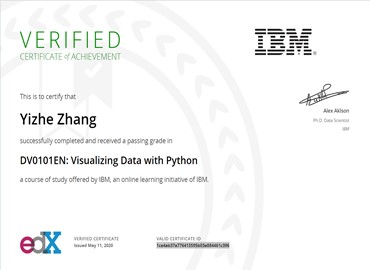 VERIFIED
CERTIFICATE of ACHIEVEMENT
IBM
This is to certify that
Yizhe Zhang
successfully completed and received a passing grade in
DV0101EN: Visualizing Data with Python
a course of study offered by IBM, an online learning initiative of IBM.
Alex Aklson
Ph.D. Data Scientist
IBM
edX
VERIFIED CERTIFICATE
Issued May 11, 2020
VALID CERTIFICATE ID